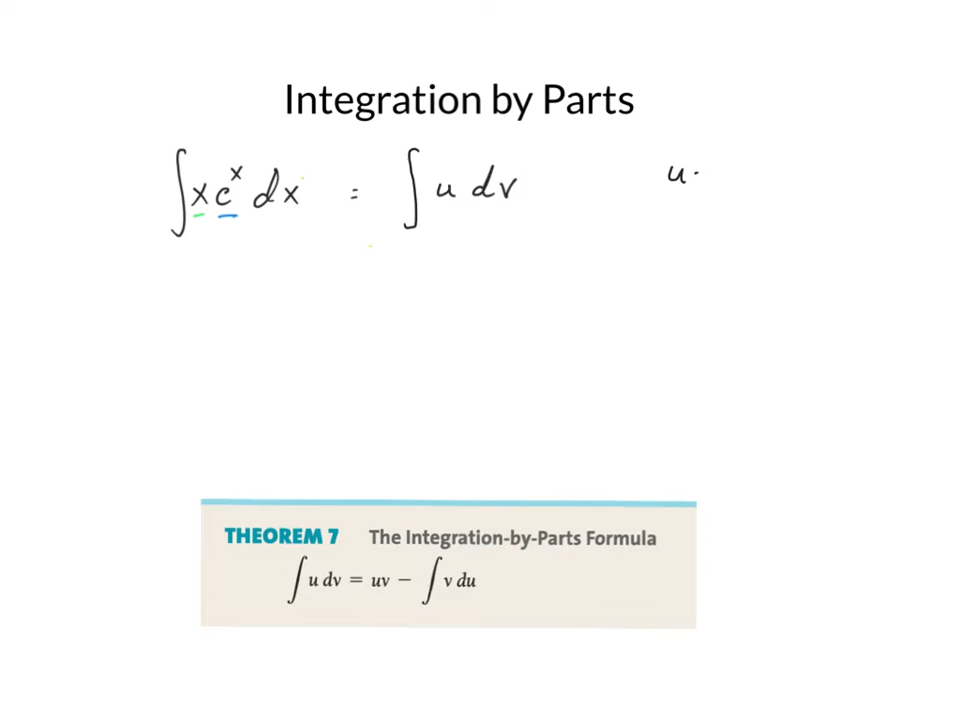 Integration by Parts
∫xe^x dx = ∫u dv u.
THEOREM 7 The Integration-by-Parts Formula
∫u dv = uv − ∫v du